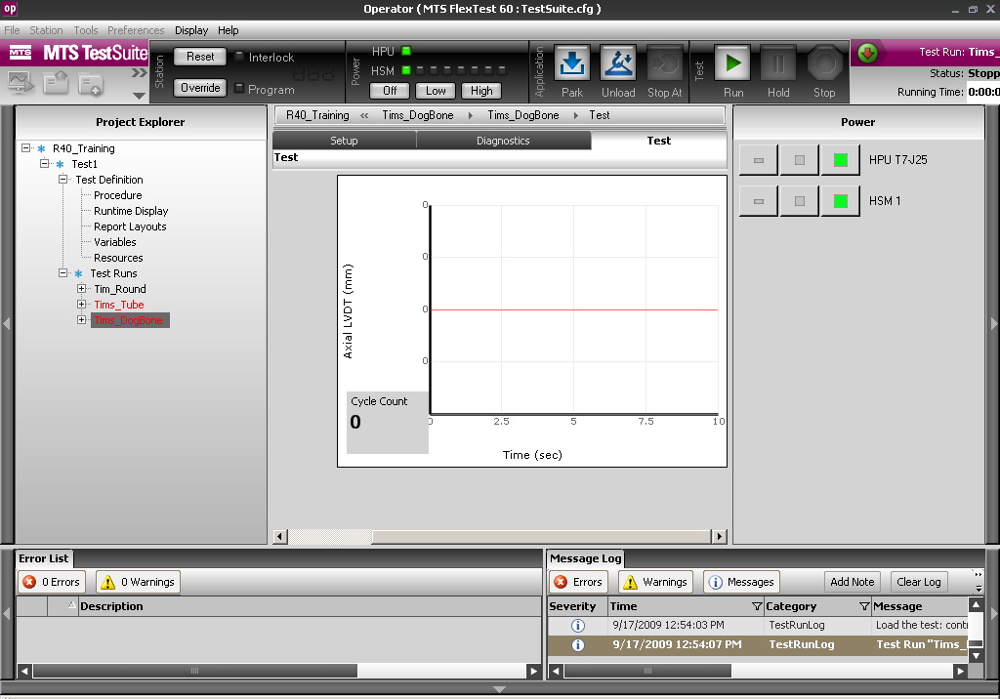 op Operator ( MTS FlexTest 60 : TestSuite.cfg )
File Station Tools Preferences Display Help
MTS MTS TestSuite
Station
Reset Interlock
Override Program
Power
HPU
HSM
Off Low High
Application
Park Unload Stop At
Test
Run Hold Stop
Test Run: Tims_
Status: Stopp
Running Time: 0:00:0
Project Explorer
R40_Training
Test1
Test Definition
Procedure
Runtime Display
Report Layouts
Variables
Resources
Test Runs
Tim_Round
Tims_Tube
Tims_DogBone
R40_Training Tims_DogBone Tims_DogBone Test
Setup Diagnostics Test
Test
Axial LVDT (mm)
0
0
0
0
Cycle Count
0
0 2.5 5 7.5 10
Time (sec)
Power
HPU T7-J25
HSM 1
Error List
0 Errors 0 Warnings
Description
Message Log
Errors Warnings Messages Add Note Clear Log
Severity Time Category Message
9/17/2009 12:54:03 PM TestRunLog Load the test: cont
9/17/2009 12:54:07 PM TestRunLog Test Run "Tims_